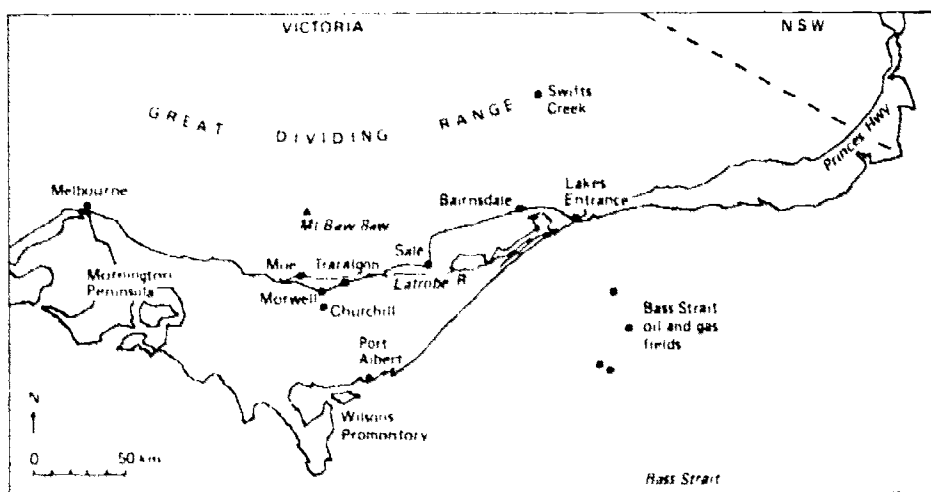 VICTORIA
NSW
GREAT DIVIDING RANGE
Swifts
Creek
Princes Hwy
Melbourne
Bairnsdale
Lakes
Entrance
Mt Baw Baw
Sale
Moe
Traralgon
Latrobe R
Mornington
Peninsula
Morwell
Churchill
Bass Strait
oil and gas
fields
Port
Albert
N
Wilsons
Promontory
0 50 km
Bass Strait